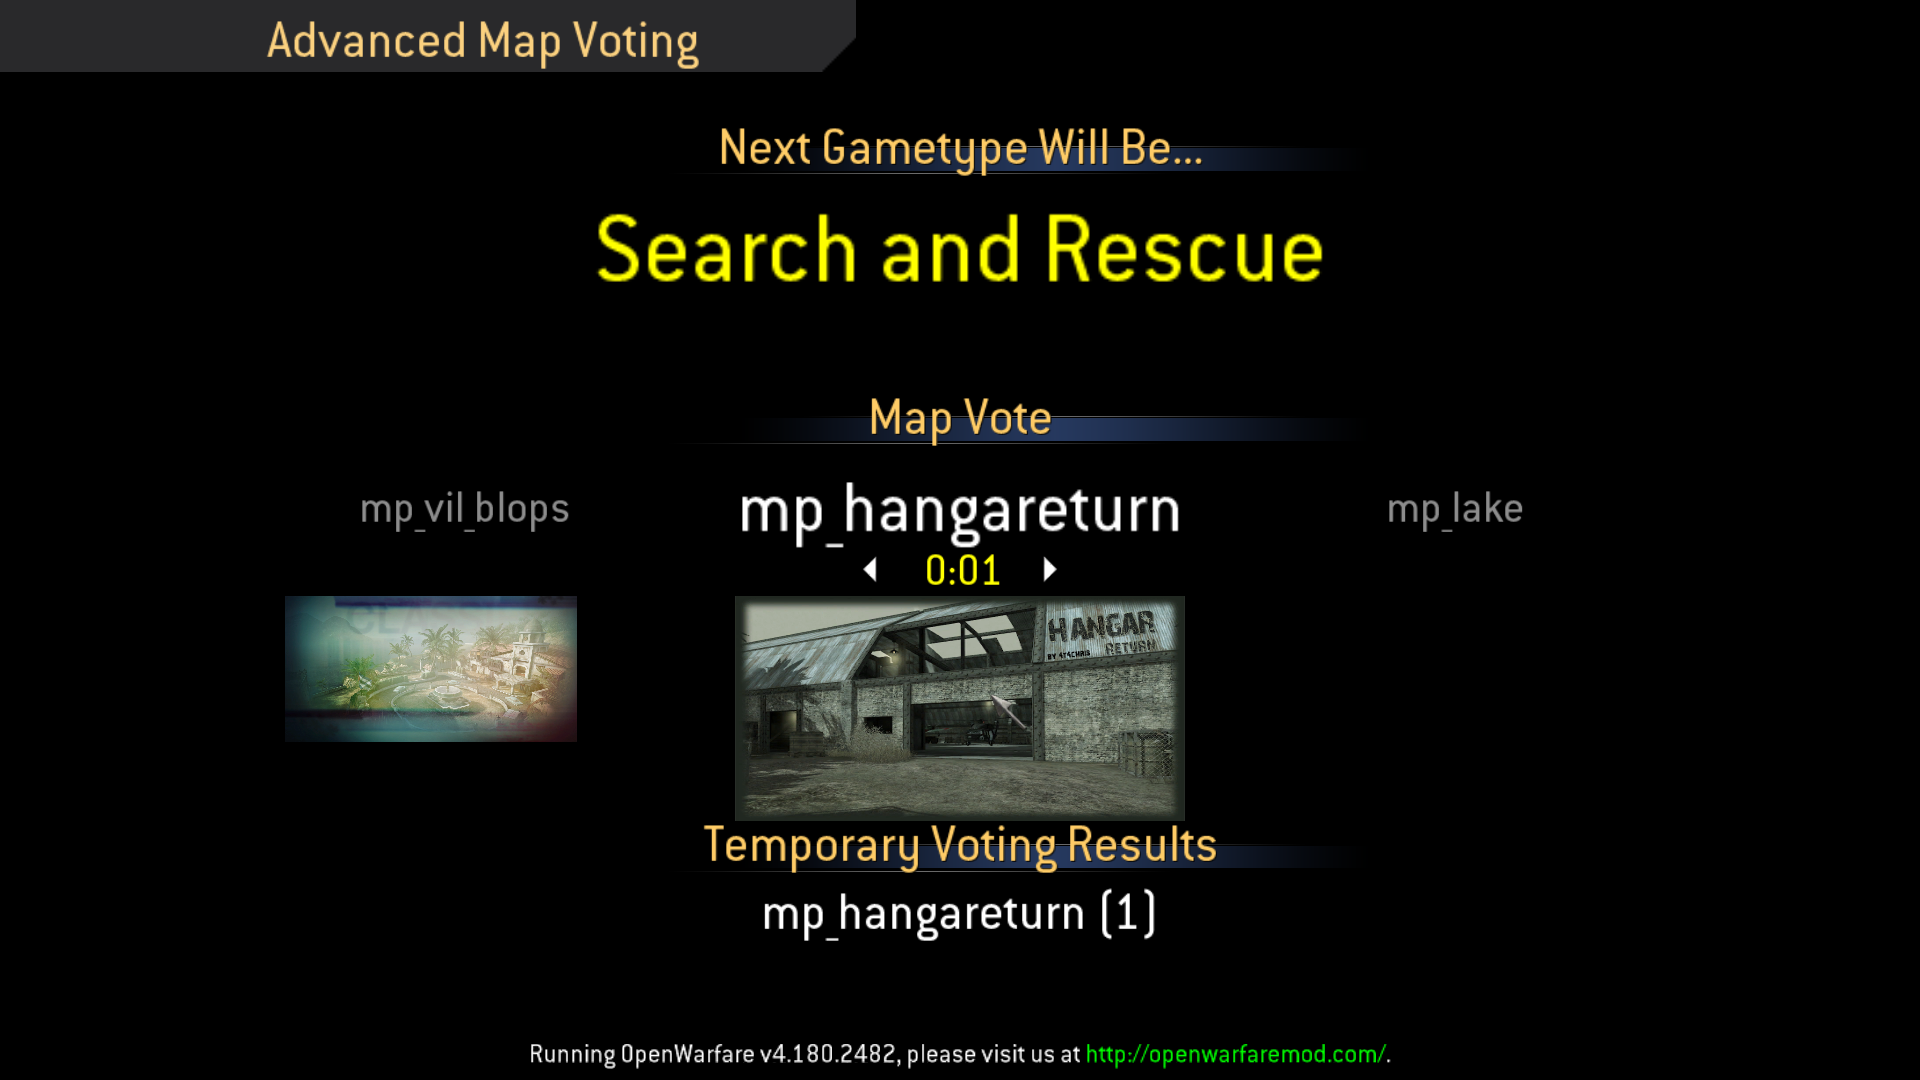 Advanced Map Voting
Next Gametype Will Be...
Search and Rescue
Map Vote
mp_vil_blops
mp_hangareturn
mp_lake
0:01
HANGAR
RETURN
BY 4T4CHRIS
Temporary Voting Results
mp_hangareturn (1)
Running OpenWarfare v4.180.2482, please visit us at http://openwarfaremod.com/.